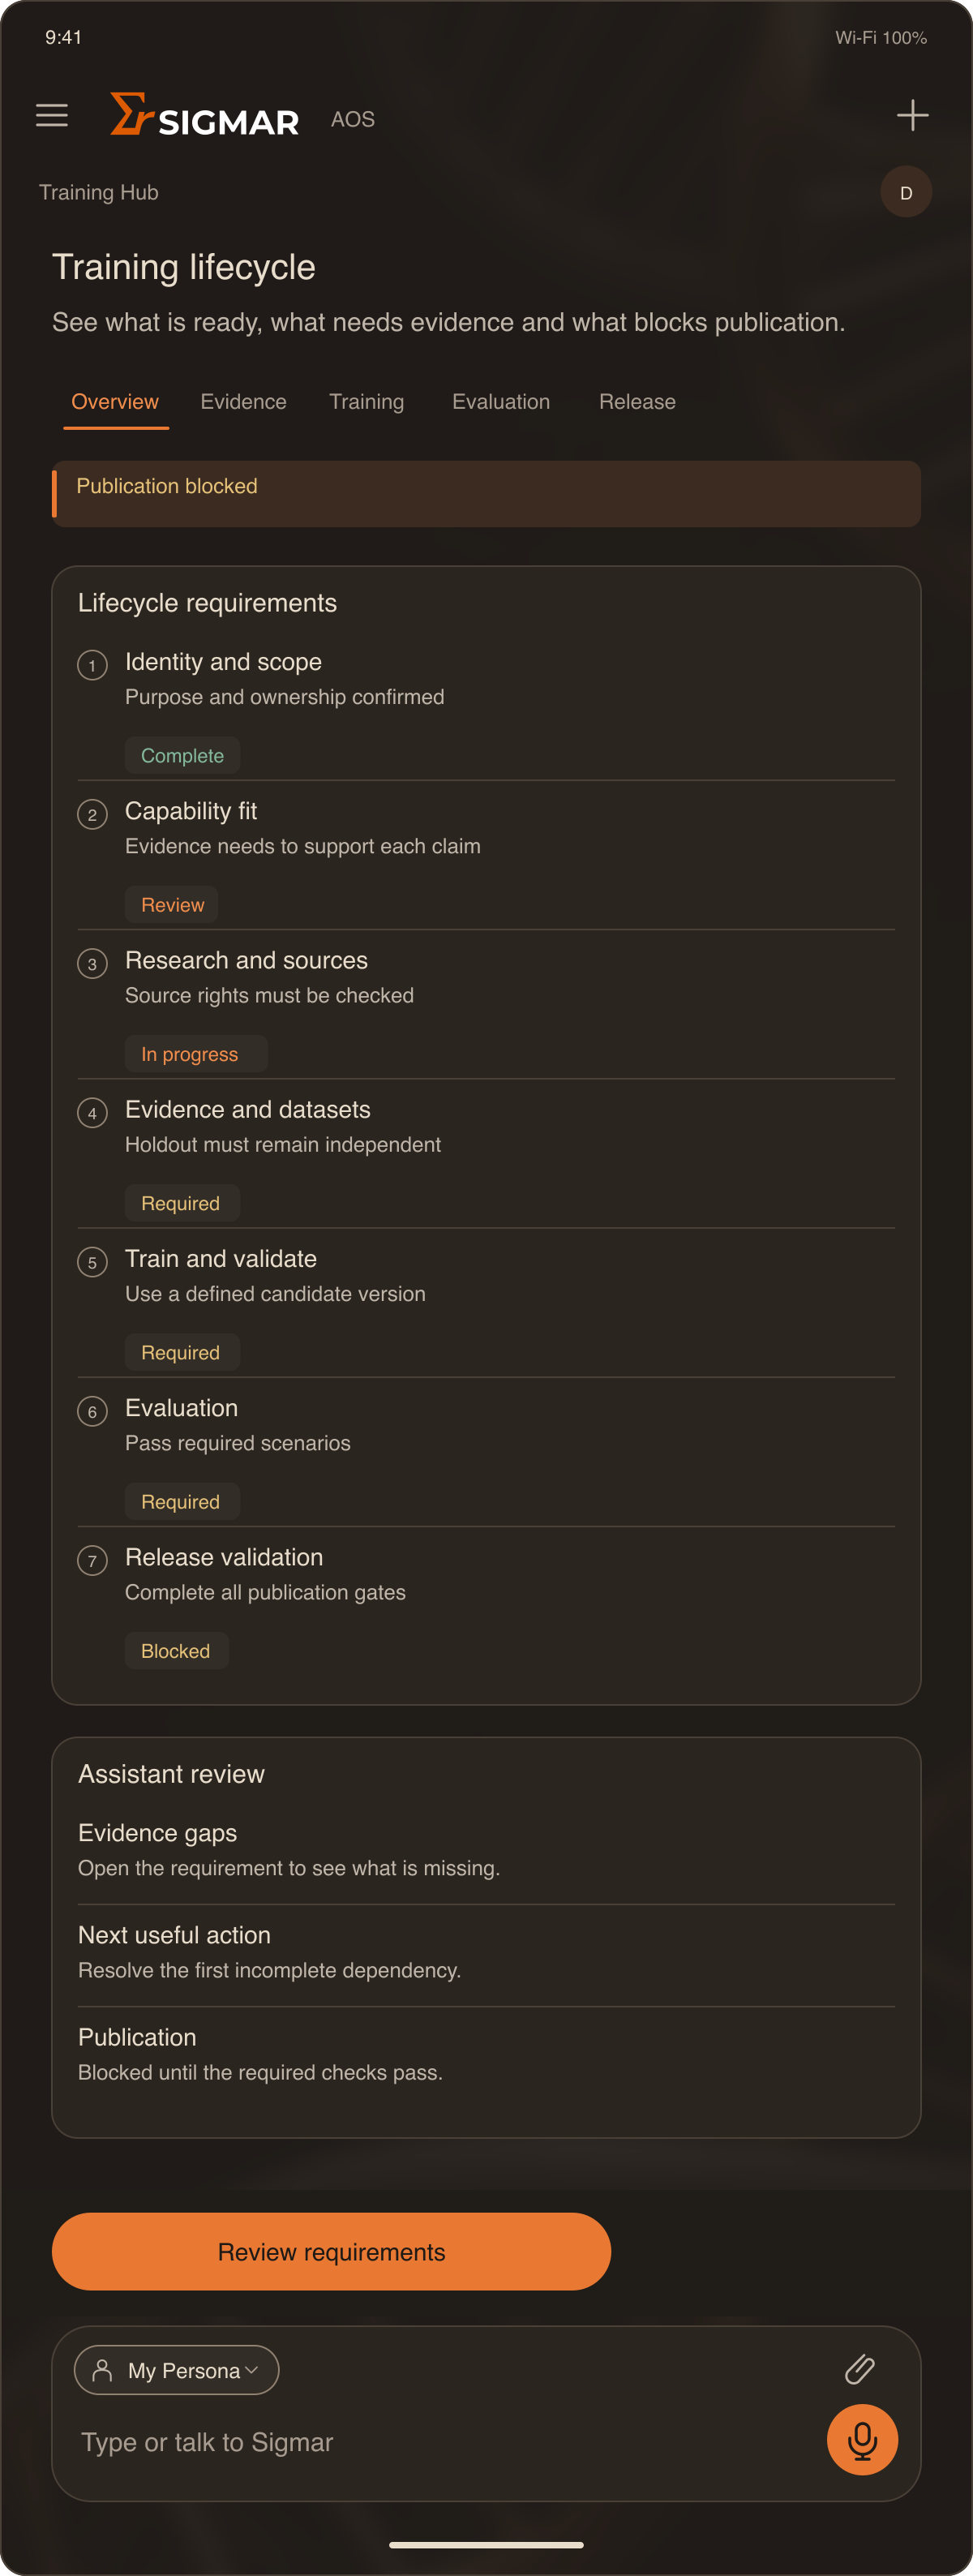 9:41
Wi-Fi 100%
Σr SIGMAR AOS
Training Hub
D
Training lifecycle
See what is ready, what needs evidence and what blocks publication.
Overview Evidence Training Evaluation Release
Publication blocked
Lifecycle requirements
1 Identity and scope
Purpose and ownership confirmed
Complete
2 Capability fit
Evidence needs to support each claim
Review
3 Research and sources
Source rights must be checked
In progress
4 Evidence and datasets
Holdout must remain independent
Required
5 Train and validate
Use a defined candidate version
Required
6 Evaluation
Pass required scenarios
Required
7 Release validation
Complete all publication gates
Blocked
Assistant review
Evidence gaps
Open the requirement to see what is missing.
Next useful action
Resolve the first incomplete dependency.
Publication
Blocked until the required checks pass.
Review requirements
My Persona
Type or talk to Sigmar